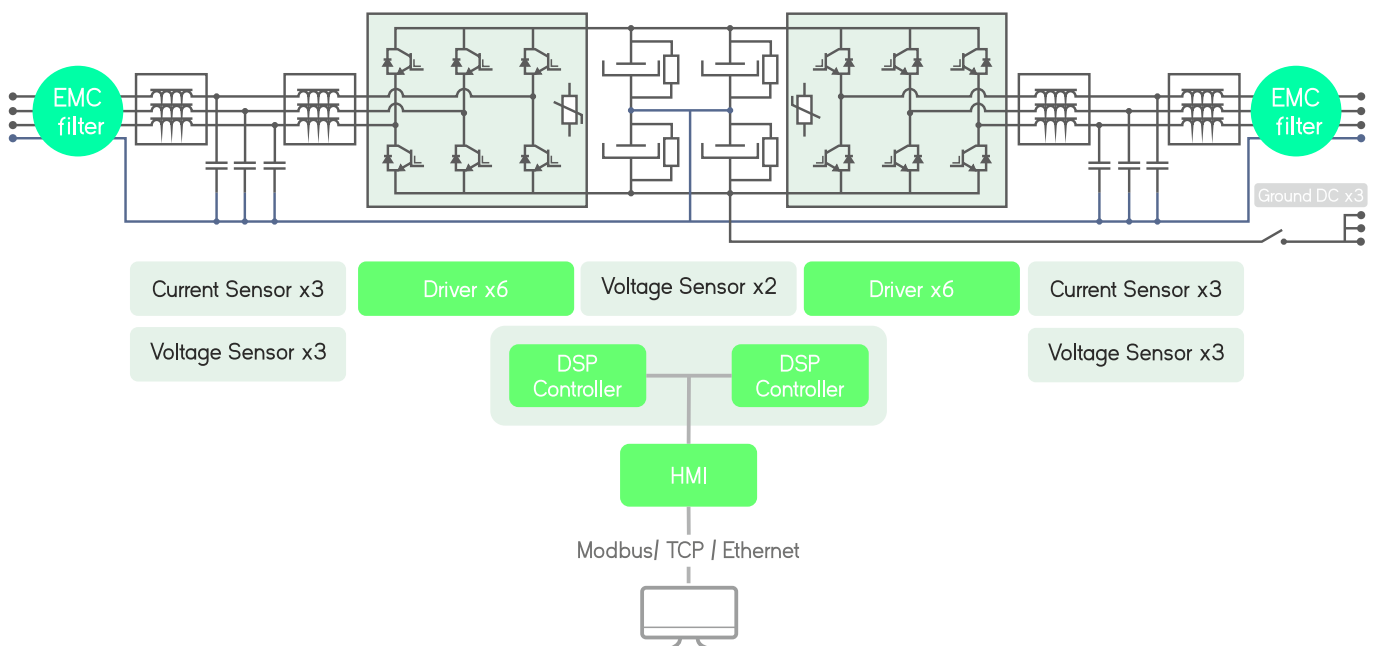 EMC
filter
EMC
filter
Ground DC x3
Current Sensor x3
Driver x6
Voltage Sensor x2
Driver x6
Current Sensor x3
Voltage Sensor x3
Voltage Sensor x3
DSP
Controller
DSP
Controller
HMI
Modbus/ TCP / Ethernet